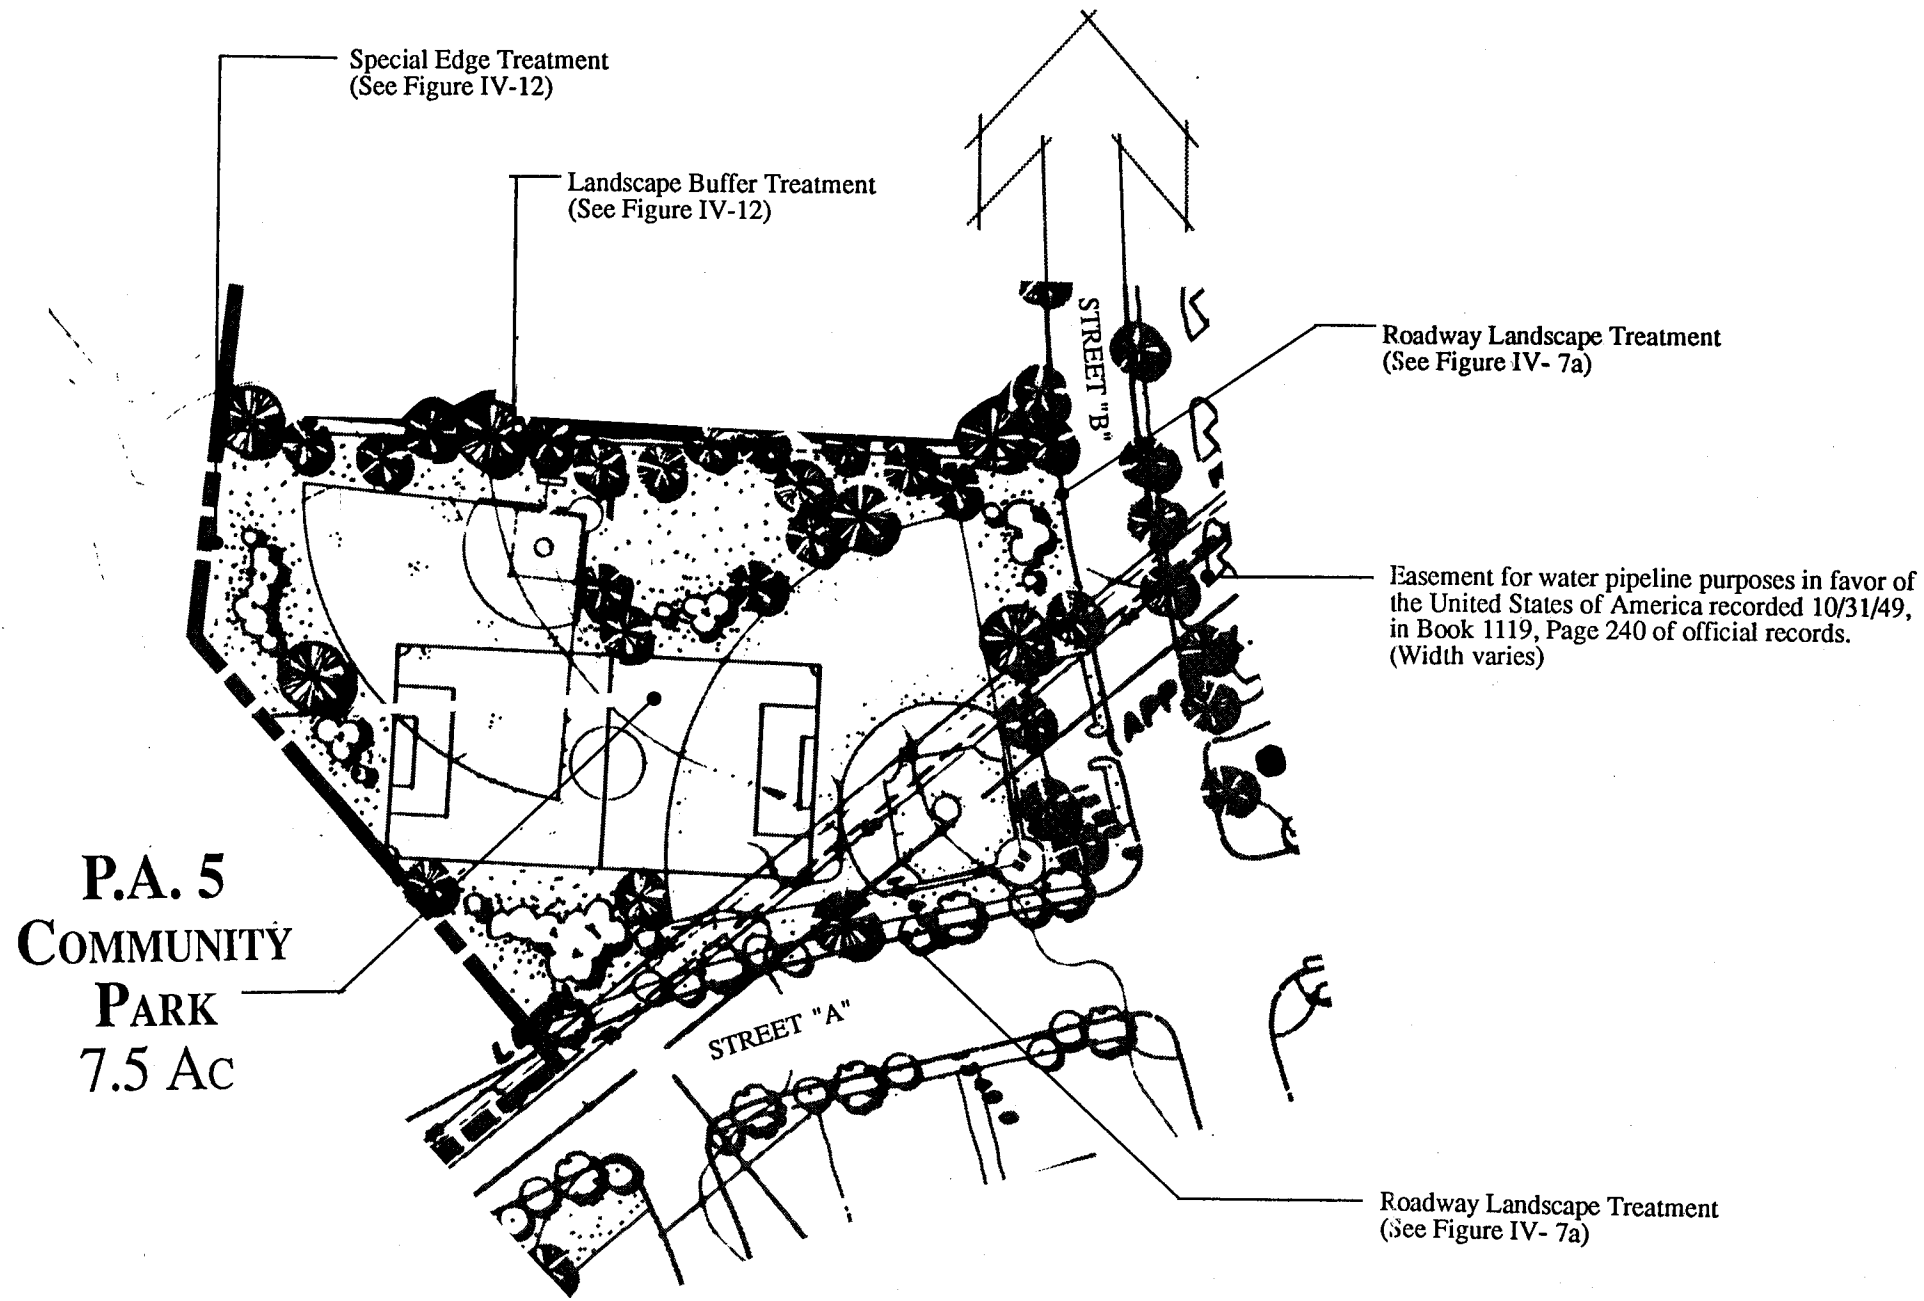 Special Edge Treatment
(See Figure IV-12)
Landscape Buffer Treatment
(See Figure IV-12)
STREET "B"
Roadway Landscape Treatment
(See Figure IV- 7a)
Easement for water pipeline purposes in favor of
the United States of America recorded 10/31/49,
in Book 1119, Page 240 of official records.
(Width varies)
APP
P.A. 5
COMMUNITY
PARK
7.5 AC
STREET "A"
Roadway Landscape Treatment
(See Figure IV- 7a)